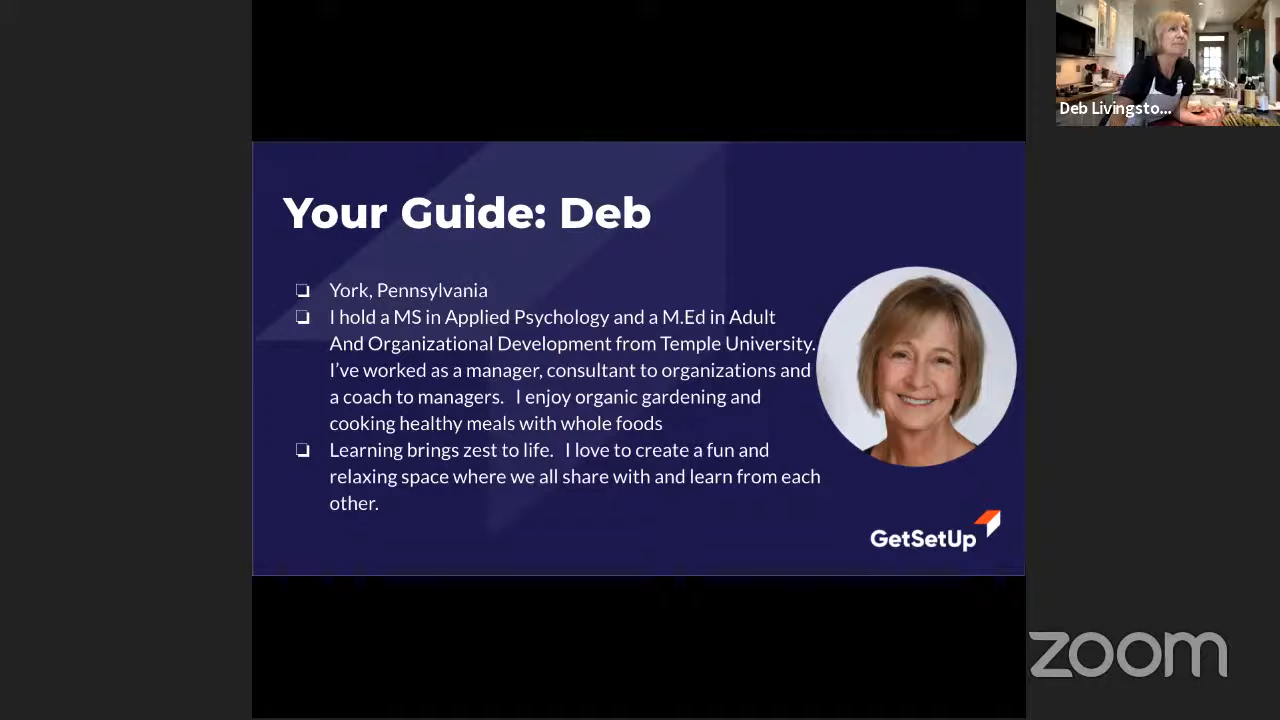 Deb Livingsto...
Your Guide: Deb
❏ York, Pennsylvania
❏ I hold a MS in Applied Psychology and a M.Ed in Adult
And Organizational Development from Temple University.
I’ve worked as a manager, consultant to organizations and
a coach to managers.   I enjoy organic gardening and
cooking healthy meals with whole foods
❏ Learning brings zest to life.   I love to create a fun and
relaxing space where we all share with and learn from each
other.
GetSetUp
zoom